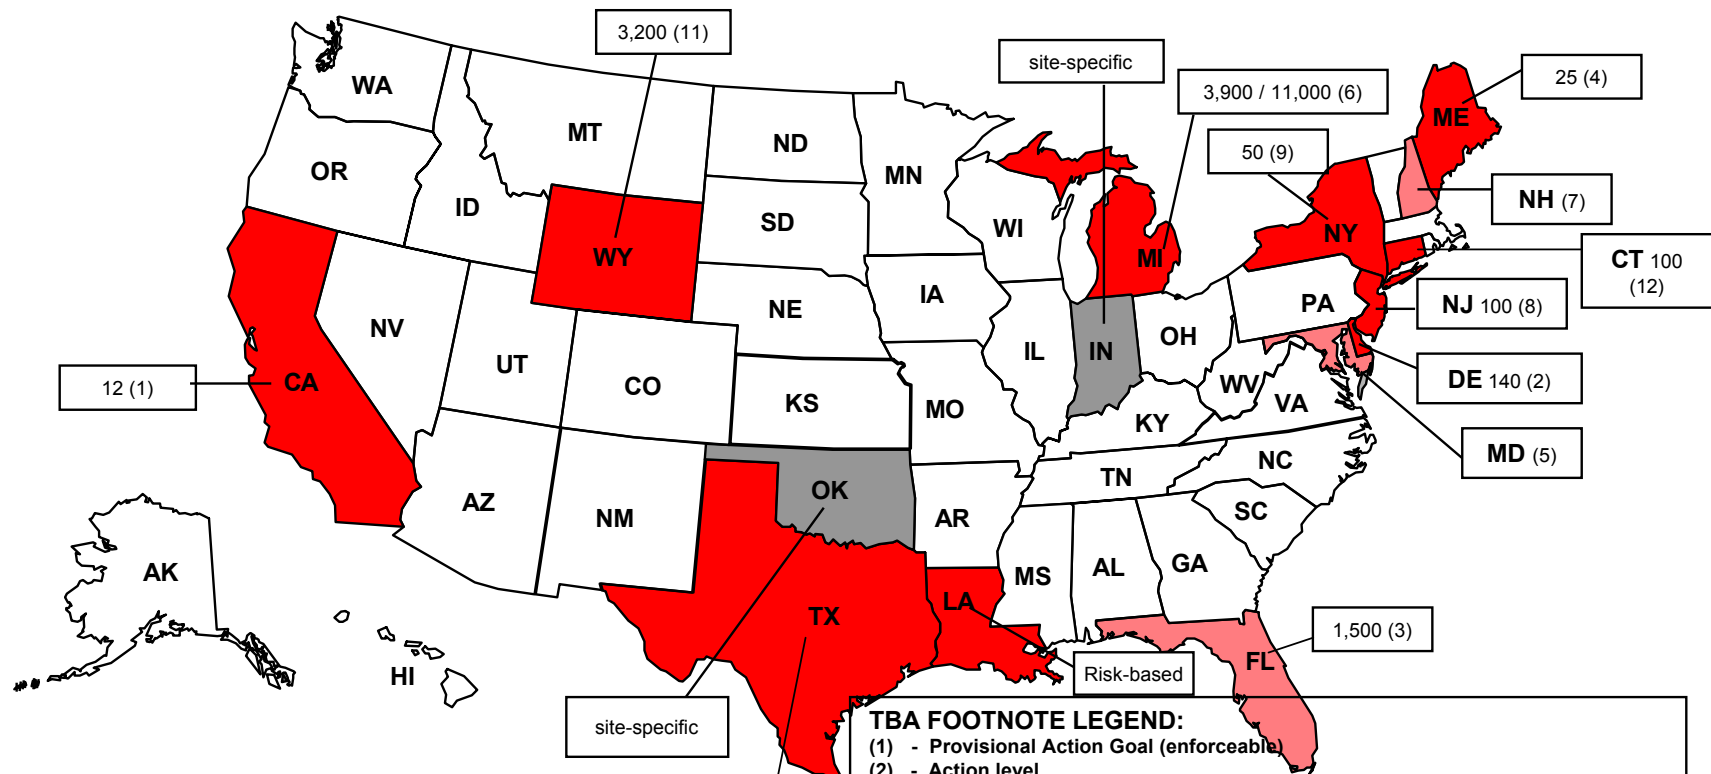 3,200 (11)
site-specific
3,900 / 11,000 (6)
25 (4)
WA
MT
ND
MN
ME
50 (9)
OR
ID
SD
WI
NH (7)
WY
MI
NY
CT 100
(12)
NV
NE
IA
PA
NJ 100 (8)
UT
CO
IL
IN
OH
12 (1)
CA
KS
MO
WV
VA
DE 140 (2)
KY
MD (5)
AZ
NM
OK
AR
TN
NC
SC
AK
MS
AL
GA
TX
LA
1,500 (3)
HI
FL
Risk-based
site-specific
TBA FOOTNOTE LEGEND:
(1) - Provisional Action Goal (enforceable)
(2) - Action level